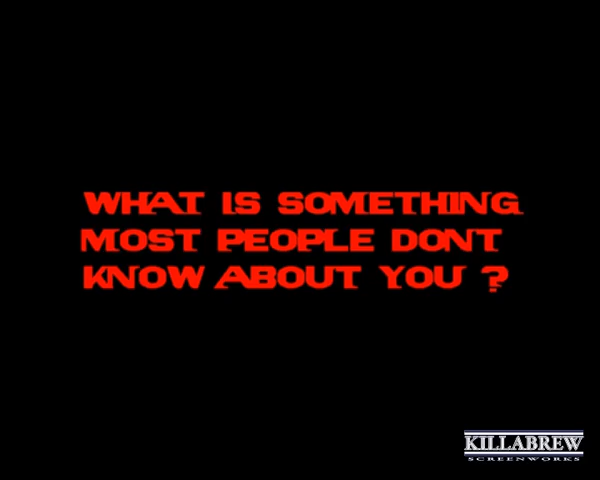 WHAT IS SOMETHING
MOST PEOPLE DONT
KNOW ABOUT YOU ?
KILLABREW
SCREENWORKS